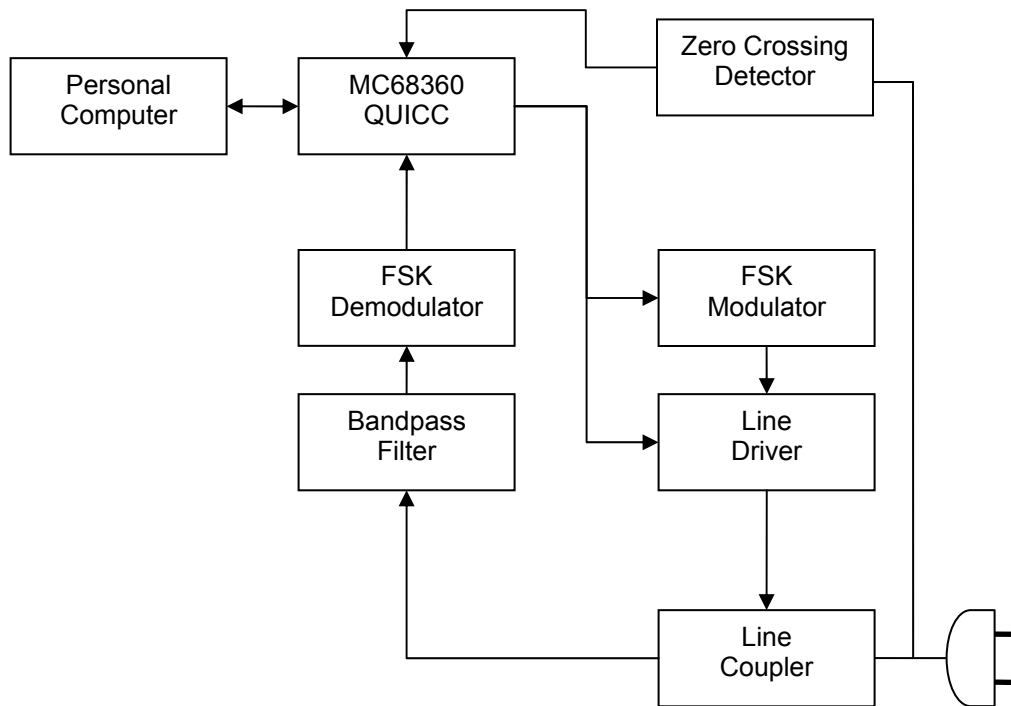 Zero Crossing
Detector
Personal
Computer
MC68360
QUICC
FSK
Demodulator
FSK
Modulator
Bandpass
Filter
Line
Driver
Line
Coupler